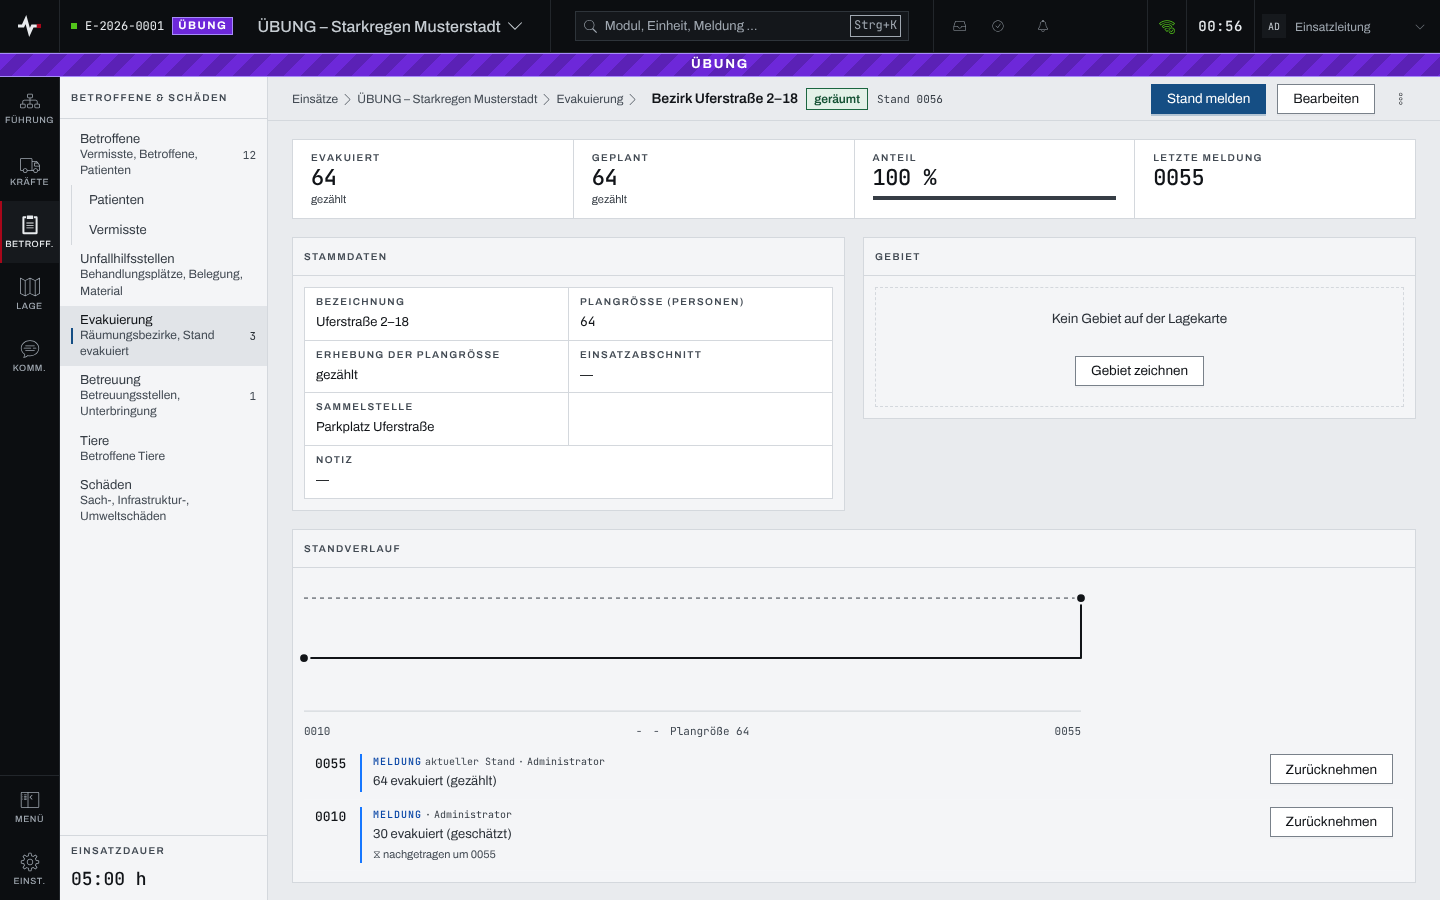 E-2026-0001 ÜBUNG ÜBUNG – Starkregen Musterstadt Modul, Einheit, Meldung ... Strg+K 00:56 AD Einsatzleitung
ÜBUNG
FÜHRUNG
KRÄFTE
BETROFF.
LAGE
KOMM.
MENÜ
EINST.
BETROFFENE & SCHÄDEN
Betroffene
Vermisste, Betroffene, Patienten 12
Patienten
Vermisste
Unfallhilfsstellen
Behandlungsplätze, Belegung,
Material
Evakuierung
Räumungsbezirke, Stand 3
evakuiert
Betreuung
Betreuungsstellen, 1
Unterbringung
Tiere
Betroffene Tiere
Schäden
Sach-, Infrastruktur-,
Umweltschäden
EINSATZDAUER
05:00 h
Einsätze ÜBUNG – Starkregen Musterstadt Evakuierung Bezirk Uferstraße 2–18 geräumt Stand 0056 Stand melden Bearbeiten
EVAKUIERT
64
gezählt
GEPLANT
64
gezählt
ANTEIL
100 %
LETZTE MELDUNG
0055
STAMMDATEN
BEZEICHNUNG
Uferstraße 2–18
PLANGRÖSSE (PERSONEN)
64
ERHEBUNG DER PLANGRÖSSE
gezählt
EINSATZABSCHNITT
—
SAMMELSTELLE
Parkplatz Uferstraße
NOTIZ
—
GEBIET
Kein Gebiet auf der Lagekarte
Gebiet zeichnen
STANDVERLAUF
0010 - - Plangröße 64 0055
0055 MELDUNG aktueller Stand · Administrator
64 evakuiert (gezählt)
Zurücknehmen
0010 MELDUNG · Administrator
30 evakuiert (geschätzt)
⧖ nachgetragen um 0055
Zurücknehmen